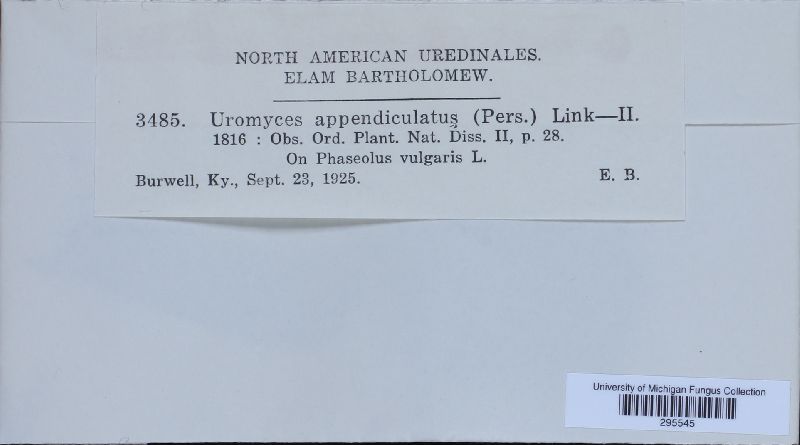 NORTH AMERICAN UREDINALES.
ELAM BARTHOLOMEW.
3485. Uromyces appendiculatus (Pers.) Link—II.
1816 : Obs. Ord. Plant. Nat. Diss. II, p. 28.
On Phaseolus vulgaris L.
Burwell, Ky., Sept. 23, 1925. E. B.
University of Michigan Fungus Collection
295545